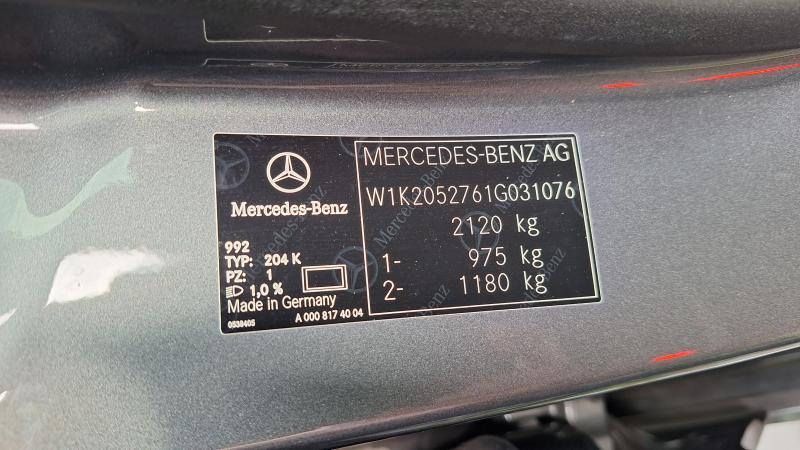 Mercedes-Benz
992
TYP: 204 K
PZ: 1
1,0 %
Made in Germany
0538405
A 000 817 40 04
MERCEDES-BENZ AG
W1K2052761G031076
2120 kg
1- 975 kg
2- 1180 kg